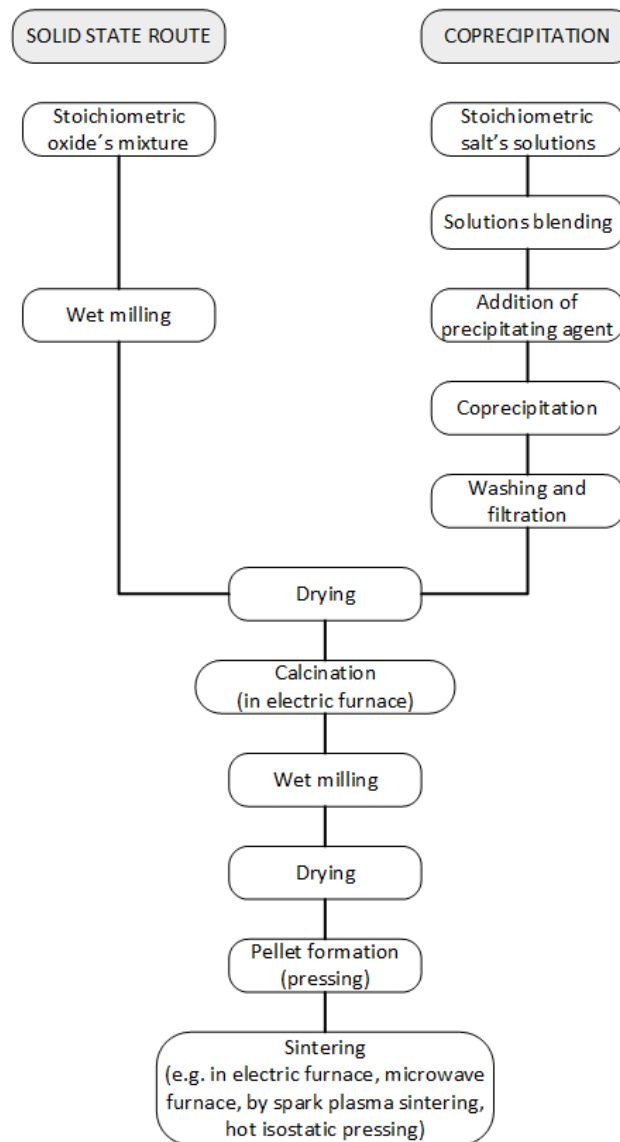 SOLID STATE ROUTE
COPRECIPITATION
Stoichiometric
oxide´s mixture
Stoichiometric
salt's solutions
Solutions blending
Wet milling
Addition of
precipitating agent
Coprecipitation
Washing and
filtration
Drying
Calcination
(in electric furnace)
Wet milling
Drying
Pellet formation
(pressing)
Sintering
(e.g. in electric furnace, microwave
furnace, by spark plasma sintering,
hot isostatic pressing)